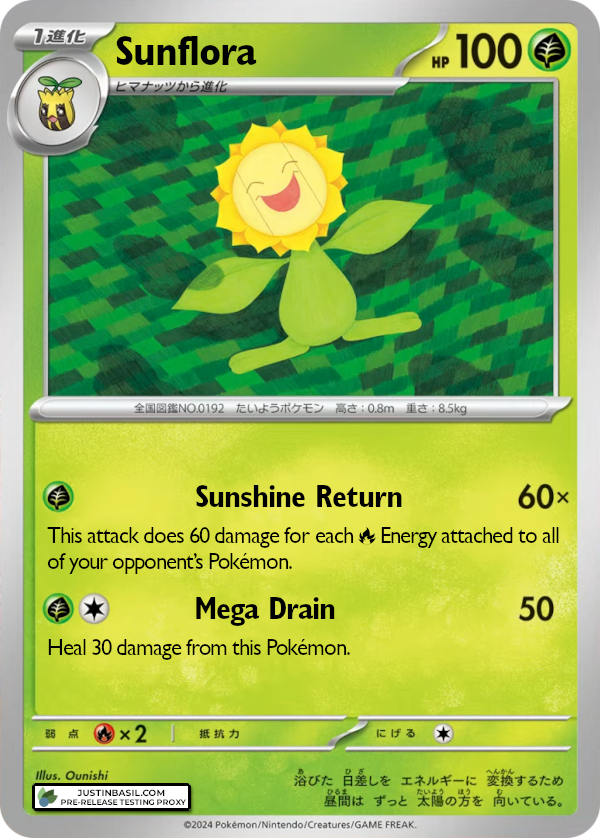 1進化
Sunflora
HP 100
ヒマナッツから進化
全国図鑑NO.0192 たいようポケモン 高さ:0.8m 重さ:8.5kg
Sunshine Return 60×
This attack does 60 damage for each Energy attached to all
of your opponent's Pokémon.
Mega Drain 50
Heal 30 damage from this Pokémon.
弱点 ×2 抵抗力 にげる
Illus. Ounishi
JUSTINBASIL.COM
PRE-RELEASE TESTING PROXY
浴びた 日差しを エネルギーに 変換するため
昼間は ずっと 太陽の方を 向いている。
©2024 Pokémon/Nintendo/Creatures/GAME FREAK.